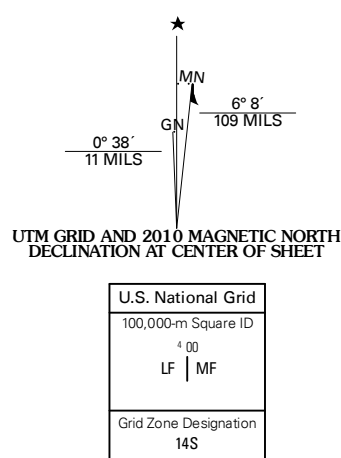 ★
MN
GN
6° 8´
109 MILS
0° 38´
11 MILS
UTM GRID AND 2010 MAGNETIC NORTH
DECLINATION AT CENTER OF SHEET
U.S. National Grid
100,000-m Square ID
4 00
LF MF
Grid Zone Designation
14S